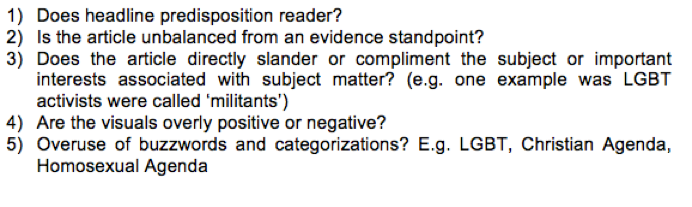 1) Does headline predisposition reader?
2) Is the article unbalanced from an evidence standpoint?
3) Does the article directly slander or compliment the subject or important
interests associated with subject matter? (e.g. one example was LGBT
activists were called 'militants')
4) Are the visuals overly positive or negative?
5) Overuse of buzzwords and categorizations? E.g. LGBT, Christian Agenda,
Homosexual Agenda